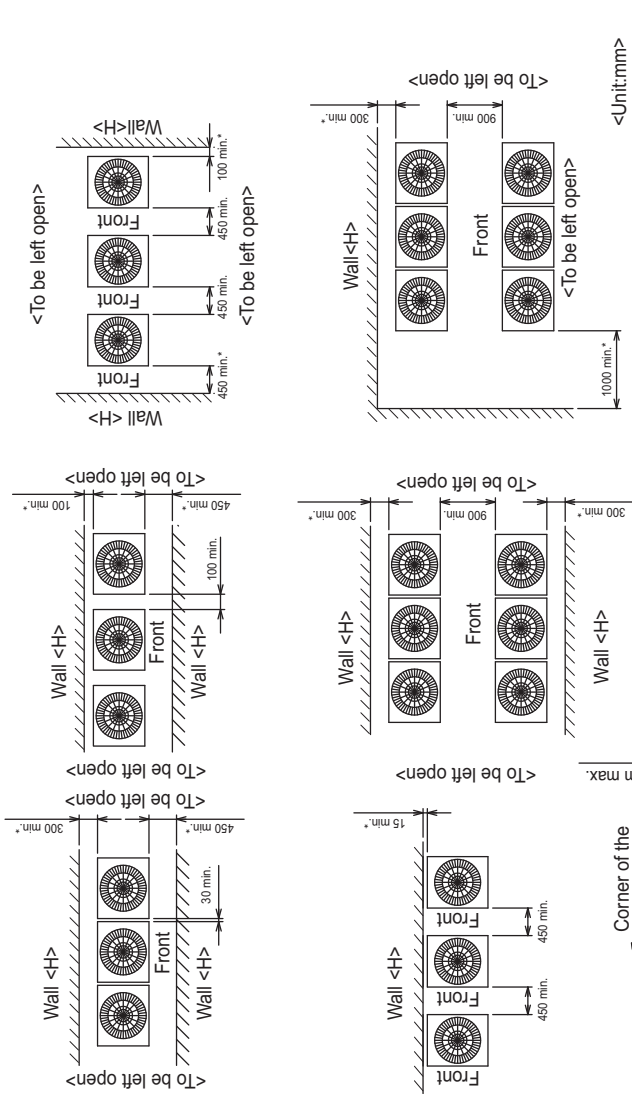 <To be left open>
Wall<H>
Front
Front
Front
Wall <H>
450 min.*
450 min.
450 min.
100 min.*
<To be left open>
<To be left open>
300 min.*
900 min.
Wall <H>
Front
<To be left open>
1000 min.*
<Unit:mm>
<To be left open>
100 min.*
450 min.*
Wall <H>
100 min.
Front
Wall <H>
<To be left open>
<To be left open>
300 min.*
900 min.
300 min.*
Wall <H>
Front
Wall <H>
<To be left open>
300 min.*
450 min.*
Wall <H>
30 min.
Front
Wall <H>
<To be left open>
<To be left open>
15 min.*
Wall <H>
Front
Front
Front
450 min.
450 min.
max.
Corner of the